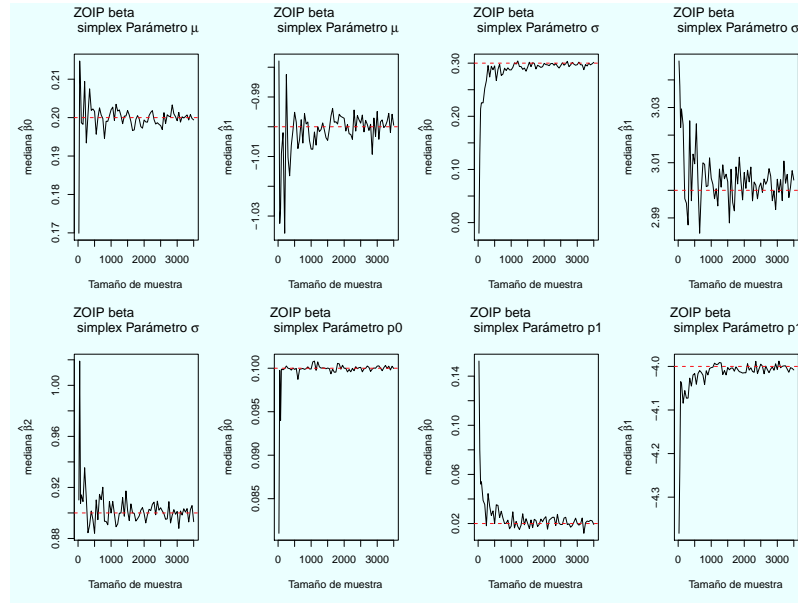 ZOIP beta
simplex Parámetro μ
mediana β̂0
0.17 0.18 0.19 0.20 0.21
0 1000 2000 3000
Tamaño de muestra
ZOIP beta
simplex Parámetro μ
mediana β̂1
−1.03 −1.01 −0.99
0 1000 2000 3000
Tamaño de muestra
ZOIP beta
simplex Parámetro σ
mediana β̂0
0.00 0.10 0.20 0.30
0 1000 2000 3000
Tamaño de muestra
ZOIP beta
simplex Parámetro σ
mediana β̂1
2.99 3.01 3.03
0 1000 2000 3000
Tamaño de muestra
ZOIP beta
simplex Parámetro σ
mediana β̂2
0.88 0.92 0.96 1.00
0 1000 2000 3000
Tamaño de muestra
ZOIP beta
simplex Parámetro p0
mediana β̂0
0.085 0.090 0.095 0.100
0 1000 2000 3000
Tamaño de muestra
ZOIP beta
simplex Parámetro p1
mediana β̂0
0.02 0.06 0.10 0.14
0 1000 2000 3000
Tamaño de muestra
ZOIP beta
simplex Parámetro p1
mediana β̂1
−4.3 −4.2 −4.1 −4.0
0 1000 2000 3000
Tamaño de muestra